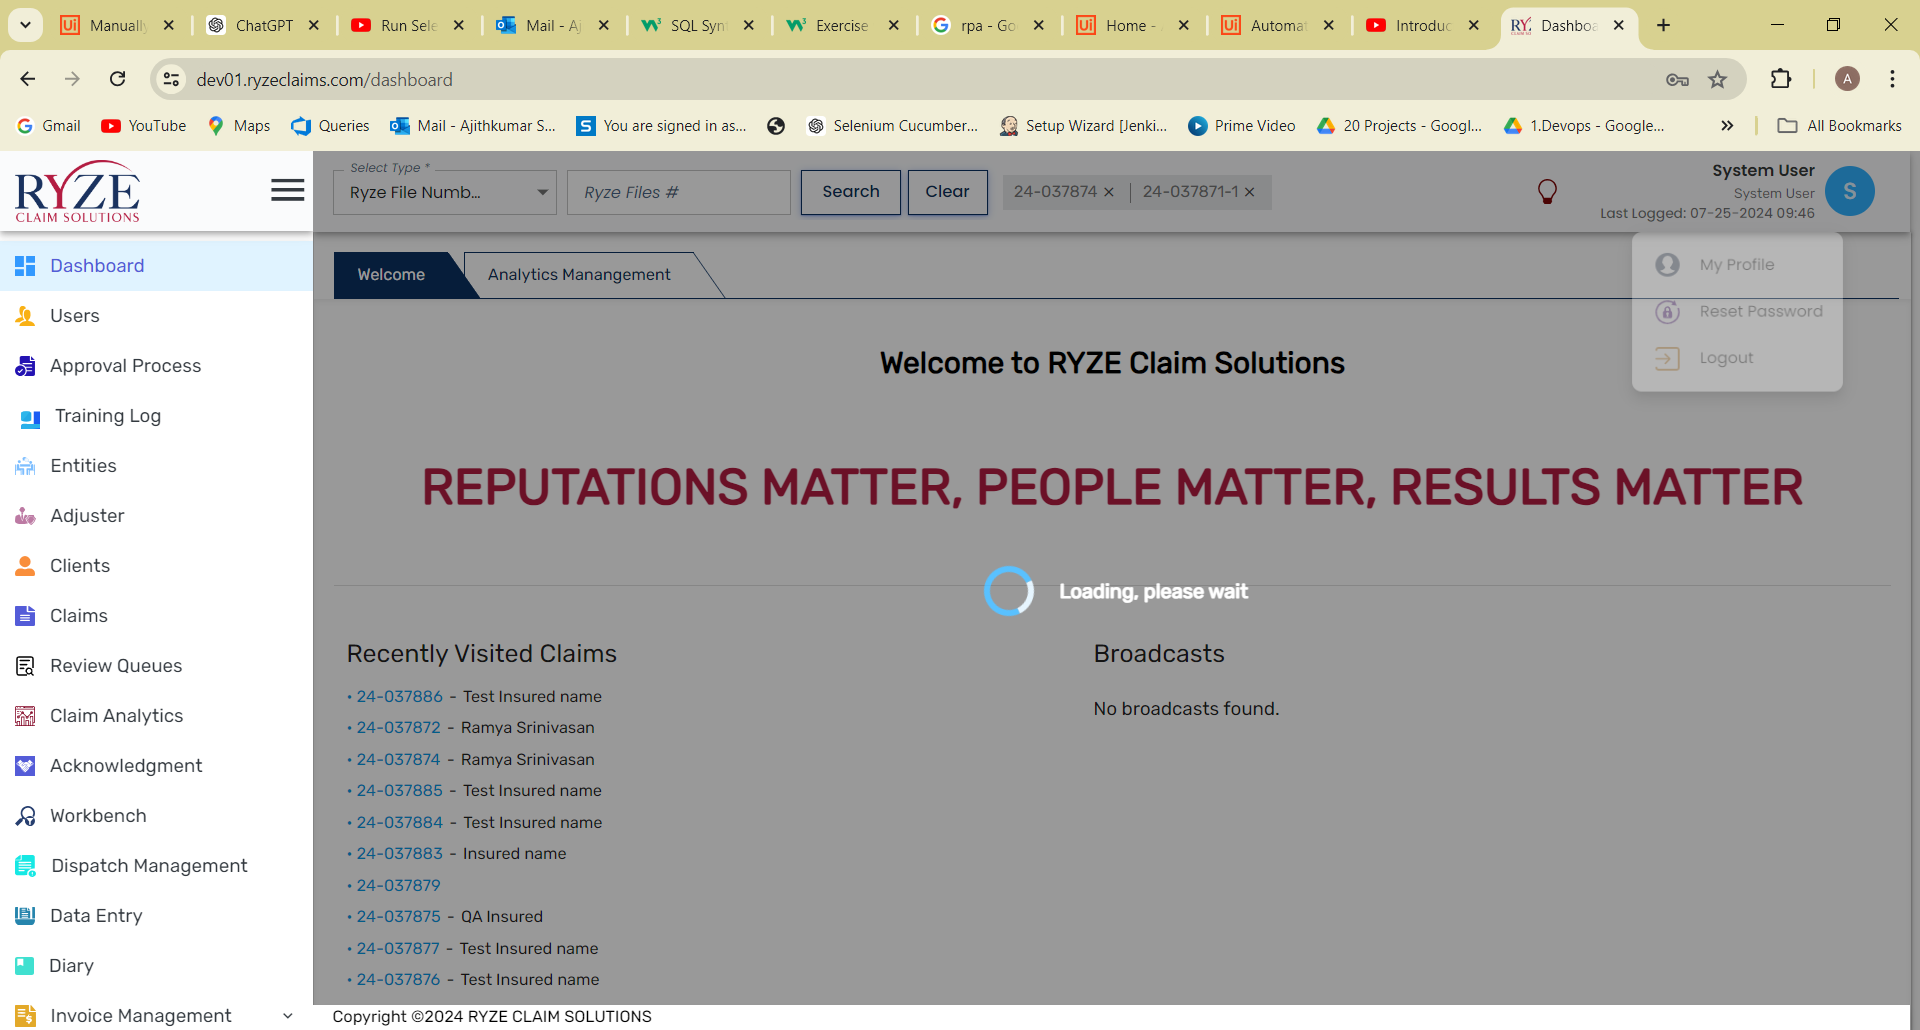 Manually
ChatGPT
Run Sele
Mail - Aj
SQL Syn
Exercise
rpa - Go
Home -
Automat
Introduc
Dashboa
dev01.ryzeclaims.com/dashboard
A
Gmail
YouTube
Maps
Queries
Mail - Ajithkumar S...
You are signed in as...
Selenium Cucumber...
Setup Wizard [Jenki...
Prime Video
20 Projects - Googl...
1.Devops - Google...
All Bookmarks
RYZE
CLAIM SOLUTIONS
Select Type *
Ryze File Numb...
Ryze Files #
Search
Clear
24-037874
24-037871-1
System User
System User
Last Logged: 07-25-2024 09:46
S
My Profile
Reset Password
Logout
Dashboard
Users
Approval Process
Training Log
Entities
Adjuster
Clients
Claims
Review Queues
Claim Analytics
Acknowledgment
Workbench
Dispatch Management
Data Entry
Diary
Invoice Management
Welcome
Analytics Manangement
Welcome to RYZE Claim Solutions
REPUTATIONS MATTER, PEOPLE MATTER, RESULTS MATTER
Loading, please wait
Recently Visited Claims
• 24-037886 - Test Insured name
• 24-037872 - Ramya Srinivasan
• 24-037874 - Ramya Srinivasan
• 24-037885 - Test Insured name
• 24-037884 - Test Insured name
• 24-037883 - Insured name
• 24-037879
• 24-037875 - QA Insured
• 24-037877 - Test Insured name
• 24-037876 - Test Insured name
Broadcasts
No broadcasts found.
Copyright ©2024 RYZE CLAIM SOLUTIONS